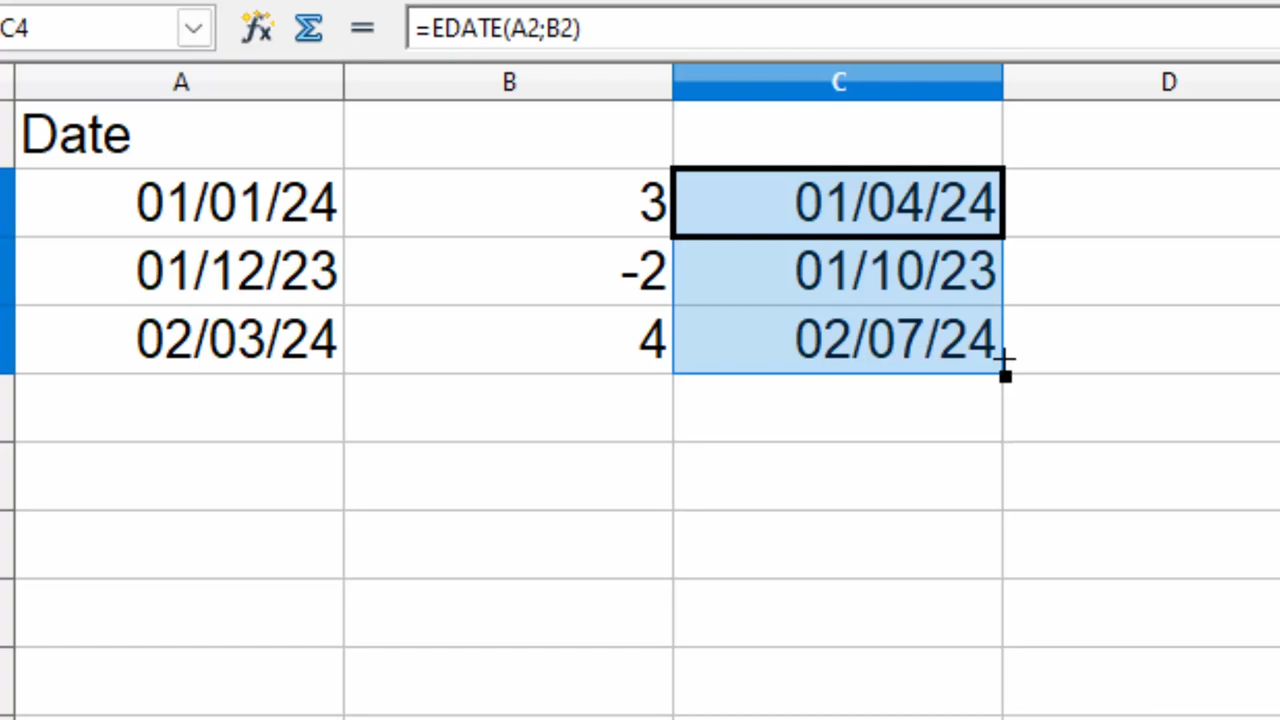 C4 fx Σ = =EDATE(A2;B2)
A B C D
Date
01/01/24 3 01/04/24
01/12/23 -2 01/10/23
02/03/24 4 02/07/24